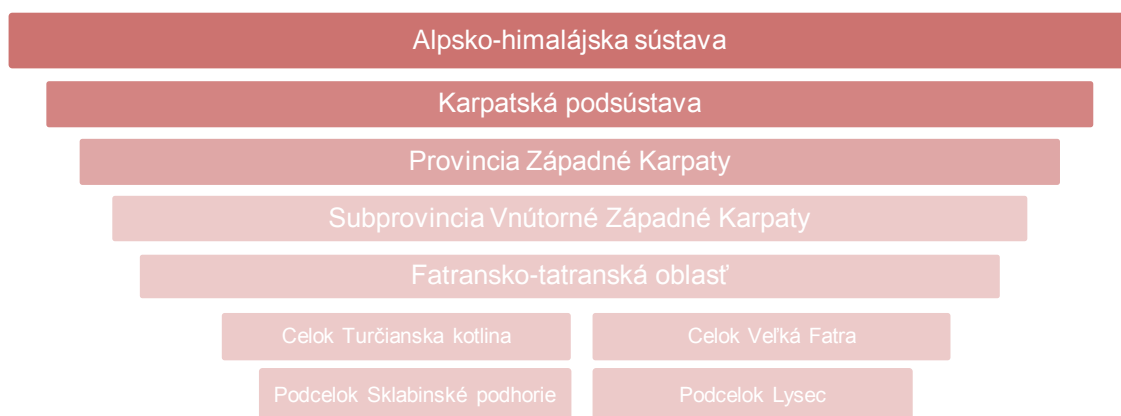 Alpsko-himalájska sústava
Karpatská podsústava
Provincia Západné Karpaty
Subprovincia Vnútorné Západné Karpaty
Fatransko-tatranská oblasť
Celok Turčianska kotlina
Celok Veľká Fatra
Podcelok Sklabinské podhorie
Podcelok Lysec